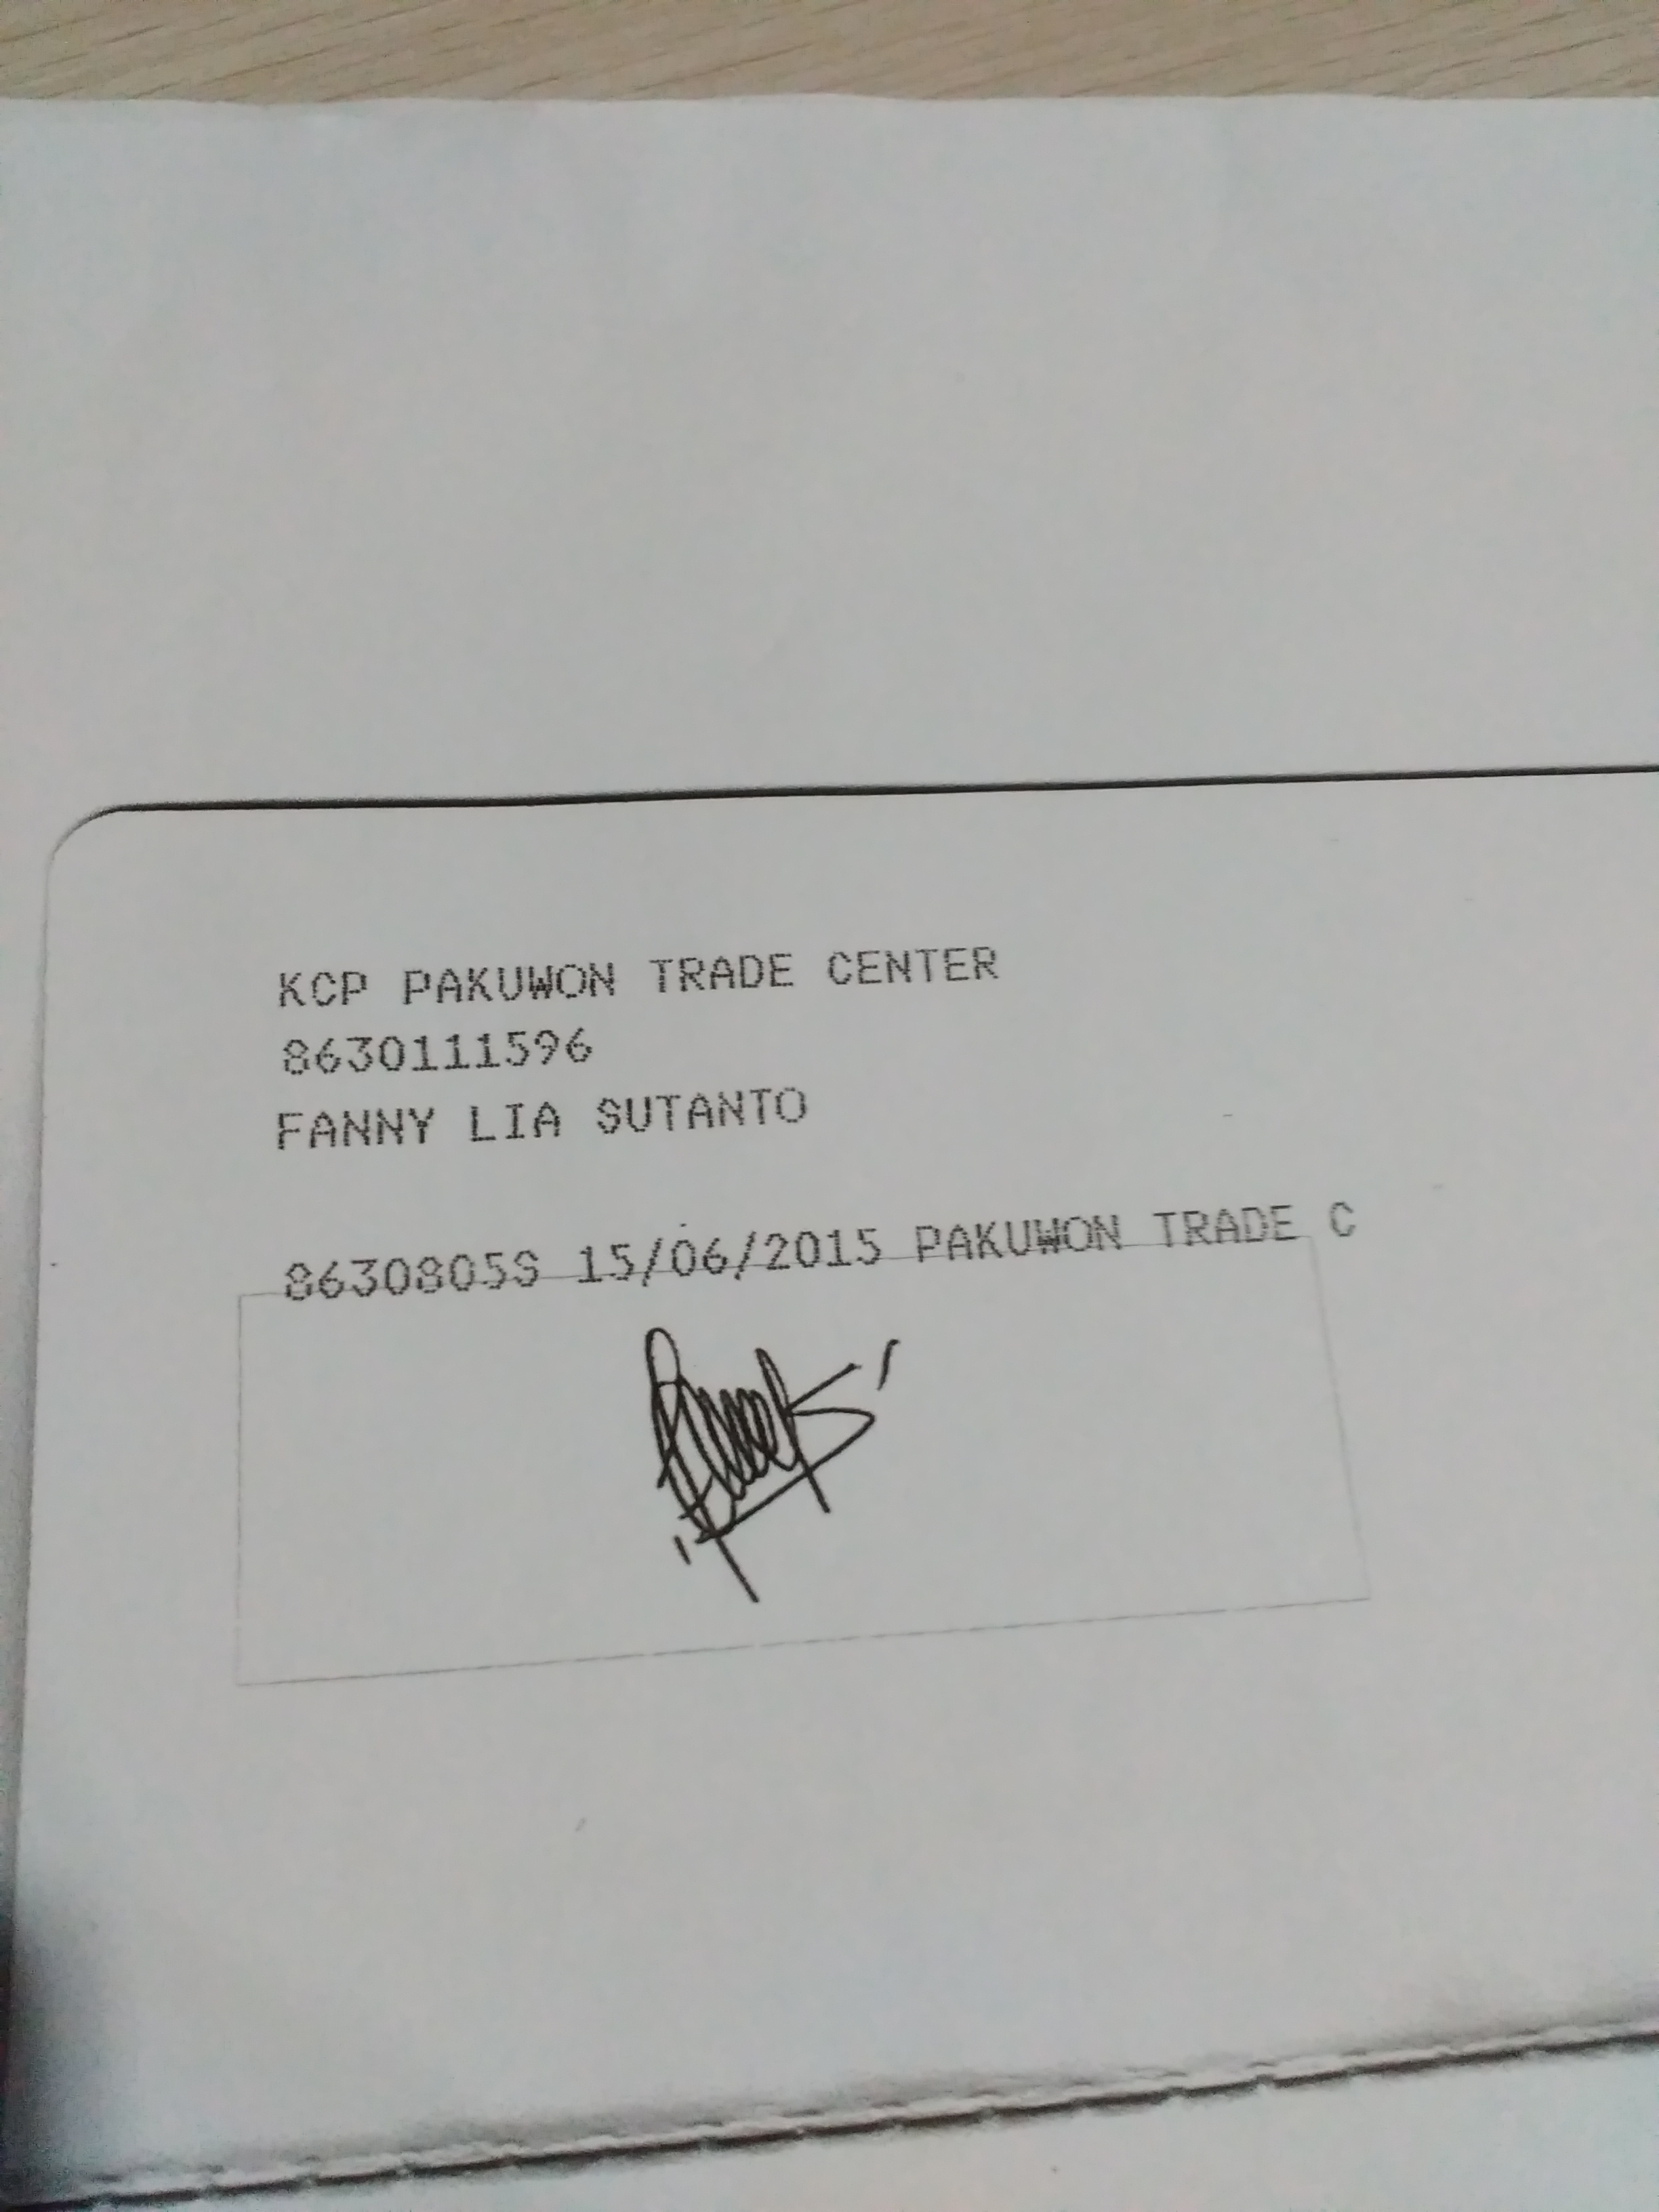 KCP PAKUWON TRADE CENTER
8630111596
FANNY LIA SUTANTO
8630805S 15/06/2015 PAKUWON TRADE C